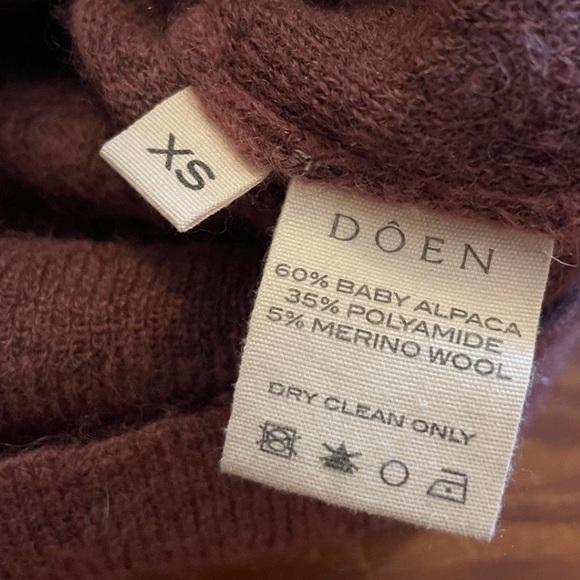 XS
DÔEN
60% BABY ALPACA
35% POLYAMIDE
5% MERINO WOOL
DRY CLEAN ONLY